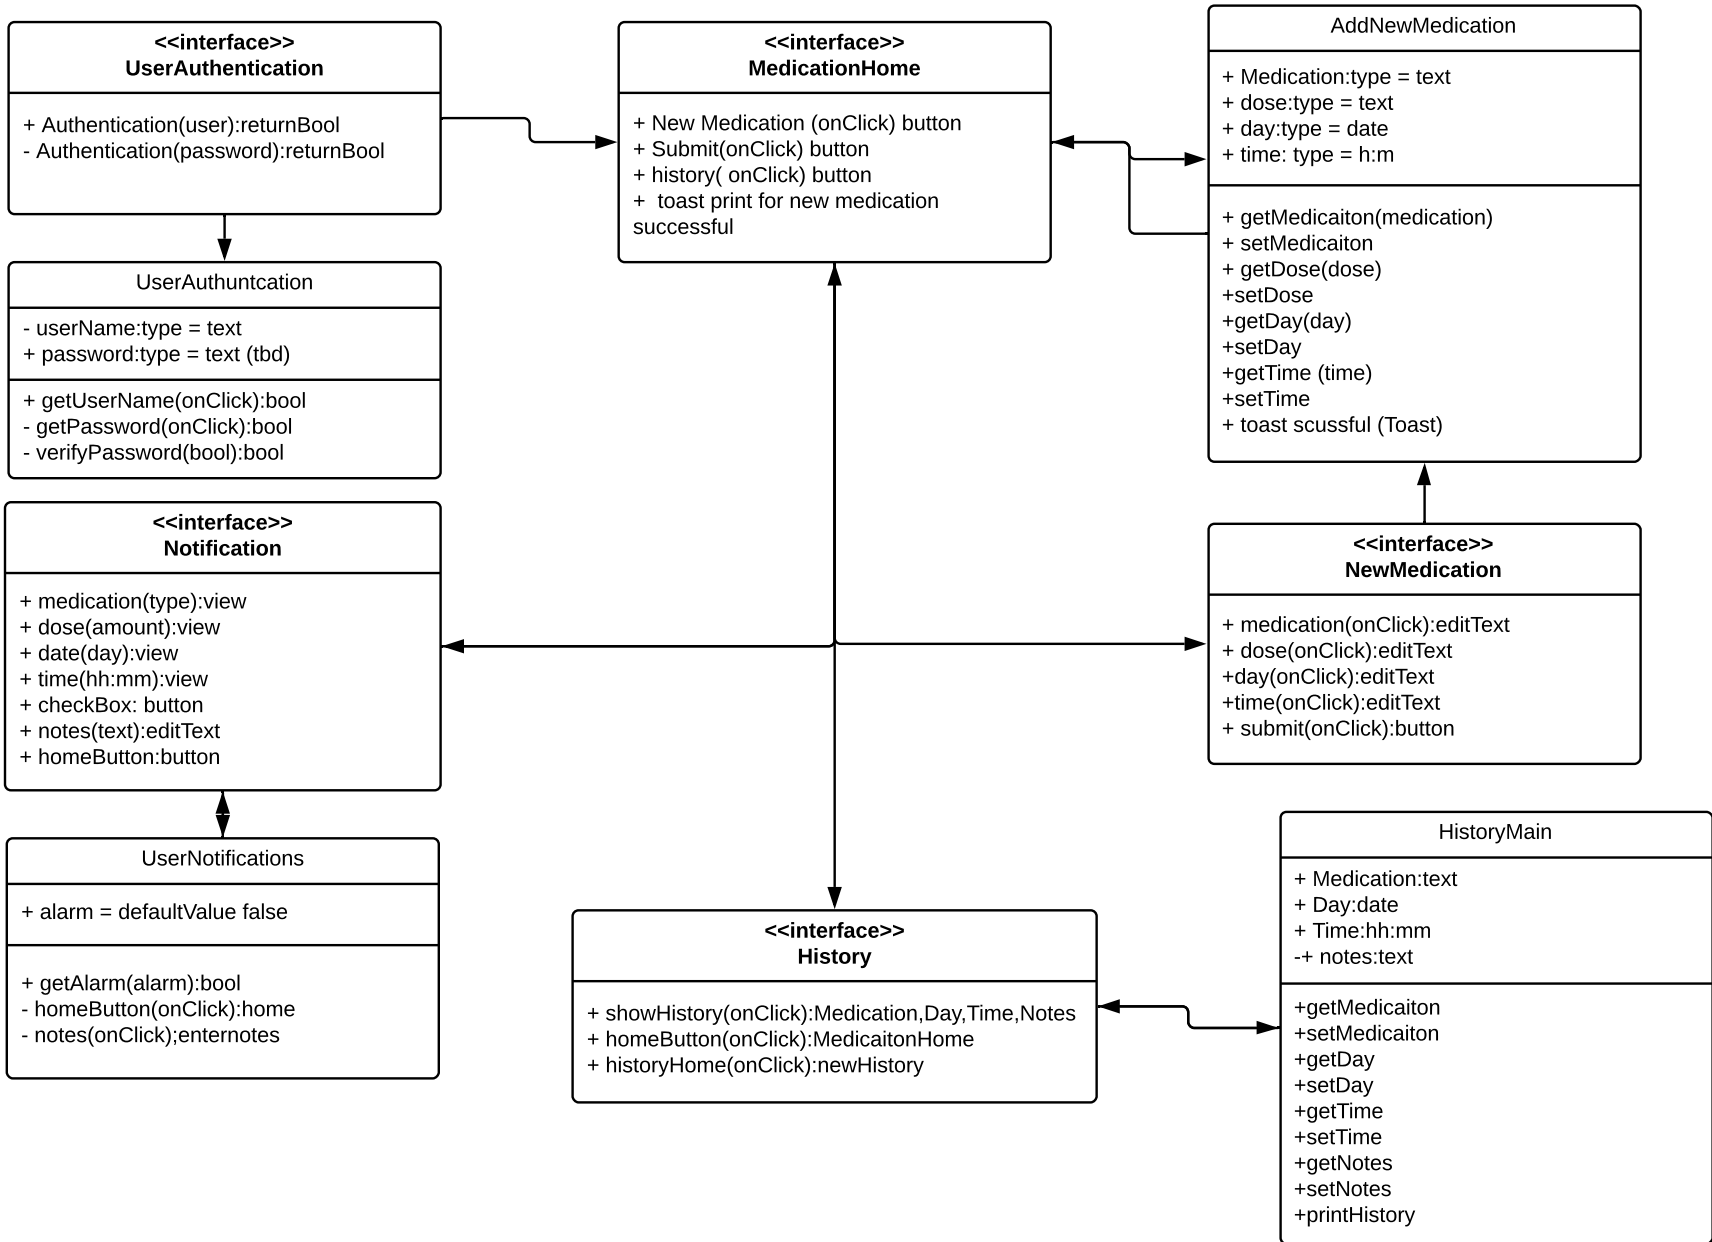 <<interface>>
UserAuthentication
+ Authentication(user):returnBool
- Authentication(password):returnBool
UserAuthuntcation
- userName:type = text
+ password:type = text (tbd)
+ getUserName(onClick):bool
- getPassword(onClick):bool
- verifyPassword(bool):bool
<<interface>>
Notification
+ medication(type):view
+ dose(amount):view
+ date(day):view
+ time(hh:mm):view
+ checkBox: button
+ notes(text):editText
+ homeButton:button
UserNotifications
+ alarm = defaultValue false
+ getAlarm(alarm):bool
- homeButton(onClick):home
- notes(onClick);enternotes
<<interface>>
MedicationHome
+ New Medication (onClick) button
+ Submit(onClick) button
+ history( onClick) button
+  toast print for new medication
successful
<<interface>>
History
+ showHistory(onClick):Medication,Day,Time,Notes
+ homeButton(onClick):MedicaitonHome
+ historyHome(onClick):newHistory
AddNewMedication
+ Medication:type = text
+ dose:type = text
+ day:type = date
+ time: type = h:m
+ getMedicaiton(medication)
+ setMedicaiton
+ getDose(dose)
+setDose
+getDay(day)
+setDay
+getTime (time)
+setTime
+ toast scussful (Toast)
<<interface>>
NewMedication
+ medication(onClick):editText
+ dose(onClick):editText
+day(onClick):editText
+time(onClick):editText
+ submit(onClick):button
HistoryMain
+ Medication:text
+ Day:date
+ Time:hh:mm
-+ notes:text
+getMedicaiton
+setMedicaiton
+getDay
+setDay
+getTime
+setTime
+getNotes
+setNotes
+printHistory